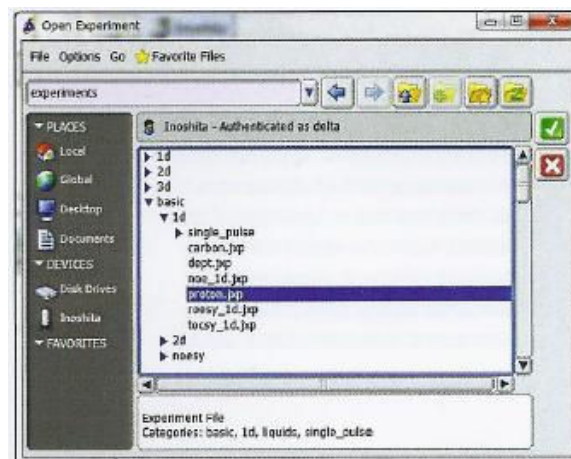 Open Experiment
File Options Go Favorite Files
experiments
PLACES
Local
Global
Desktop
Documents
DEVICES
Disk Drives
Inoshita
FAVORITES
Inoshita - Authenticated as delta
1d
2d
3d
basic
1d
single_pulse
carbon.jxp
dept.jxp
noe_1d.jxp
proton.jxp
roesy_1d.jxp
tocsy_1d.jxp
2d
noesy
Experiment File
Categories: basic, 1d, liquids, single_pulse